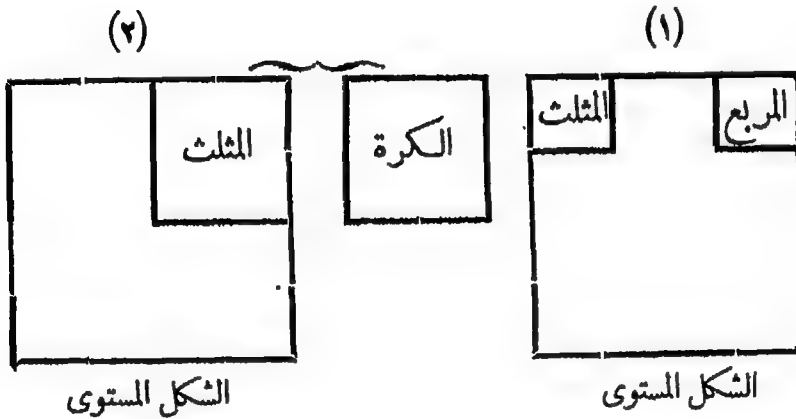 (١)
(٢)
المربع
المثلث
الكرة
المثلث
الشكل المستوى
الشكل المستوى